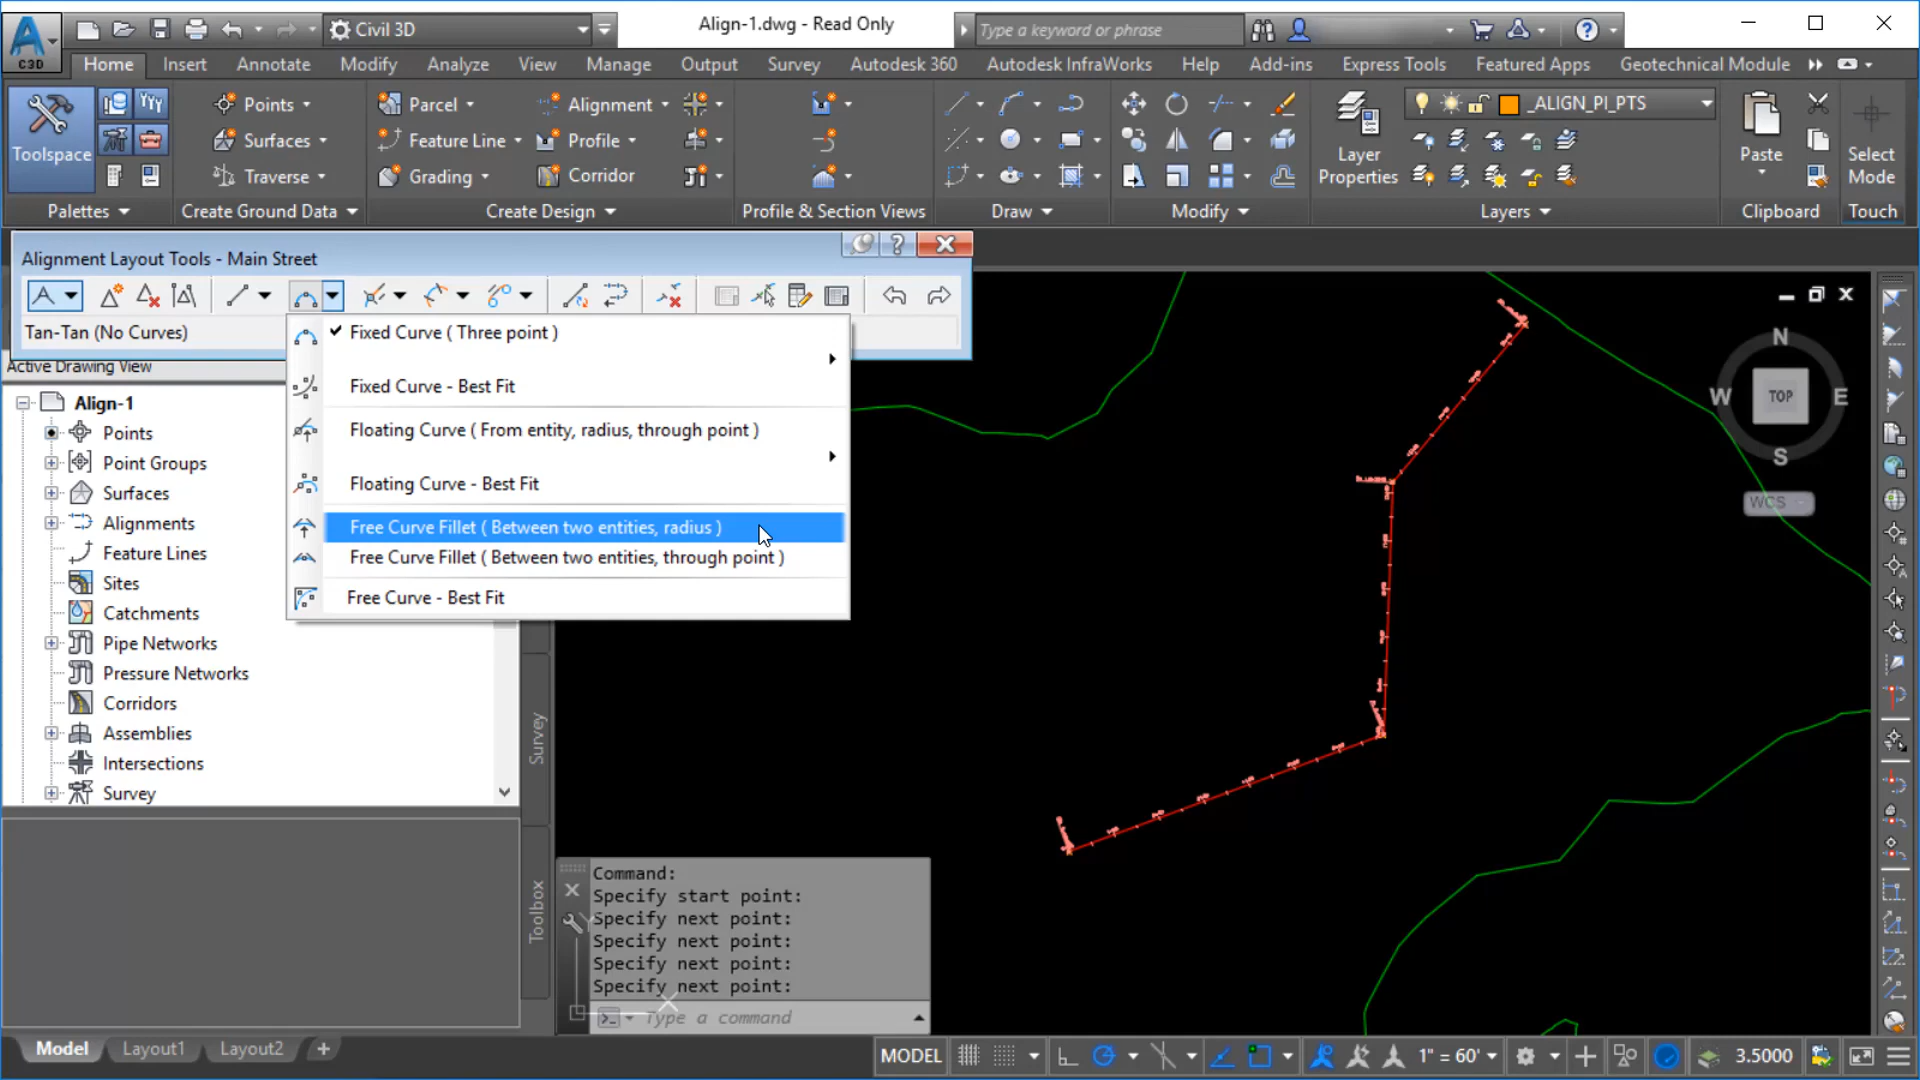 C3D
Civil 3D
Align-1.dwg - Read Only
Type a keyword or phrase
Home Insert Annotate Modify Analyze View Manage Output Survey Autodesk 360 Autodesk InfraWorks Help Add-ins Express Tools Featured Apps Geotechnical Module
Points Parcel Alignment _ALIGN_PI_PTS
Surfaces Feature Line Profile
Toolspace Layer Paste Select
Traverse Grading Corridor Properties Mode
Palettes Create Ground Data Create Design Profile & Section Views Draw Modify Layers Clipboard Touch
Alignment Layout Tools - Main Street
Tan-Tan (No Curves)
Fixed Curve ( Three point )
Fixed Curve - Best Fit
Floating Curve ( From entity, radius, through point )
Floating Curve - Best Fit
Free Curve Fillet ( Between two entities, radius )
Free Curve Fillet ( Between two entities, through point )
Free Curve - Best Fit
Active Drawing View
Align-1
Points
Point Groups
Surfaces
Alignments
Feature Lines
Sites
Catchments
Pipe Networks
Pressure Networks
Corridors
Assemblies
Intersections
Survey
Survey
Toolbox
N
W TOP E
S
WCS
Command:
Specify start point:
Specify next point:
Specify next point:
Specify next point:
Specify next point:
Type a command
Model Layout1 Layout2 +
MODEL 1" = 60' 3.5000